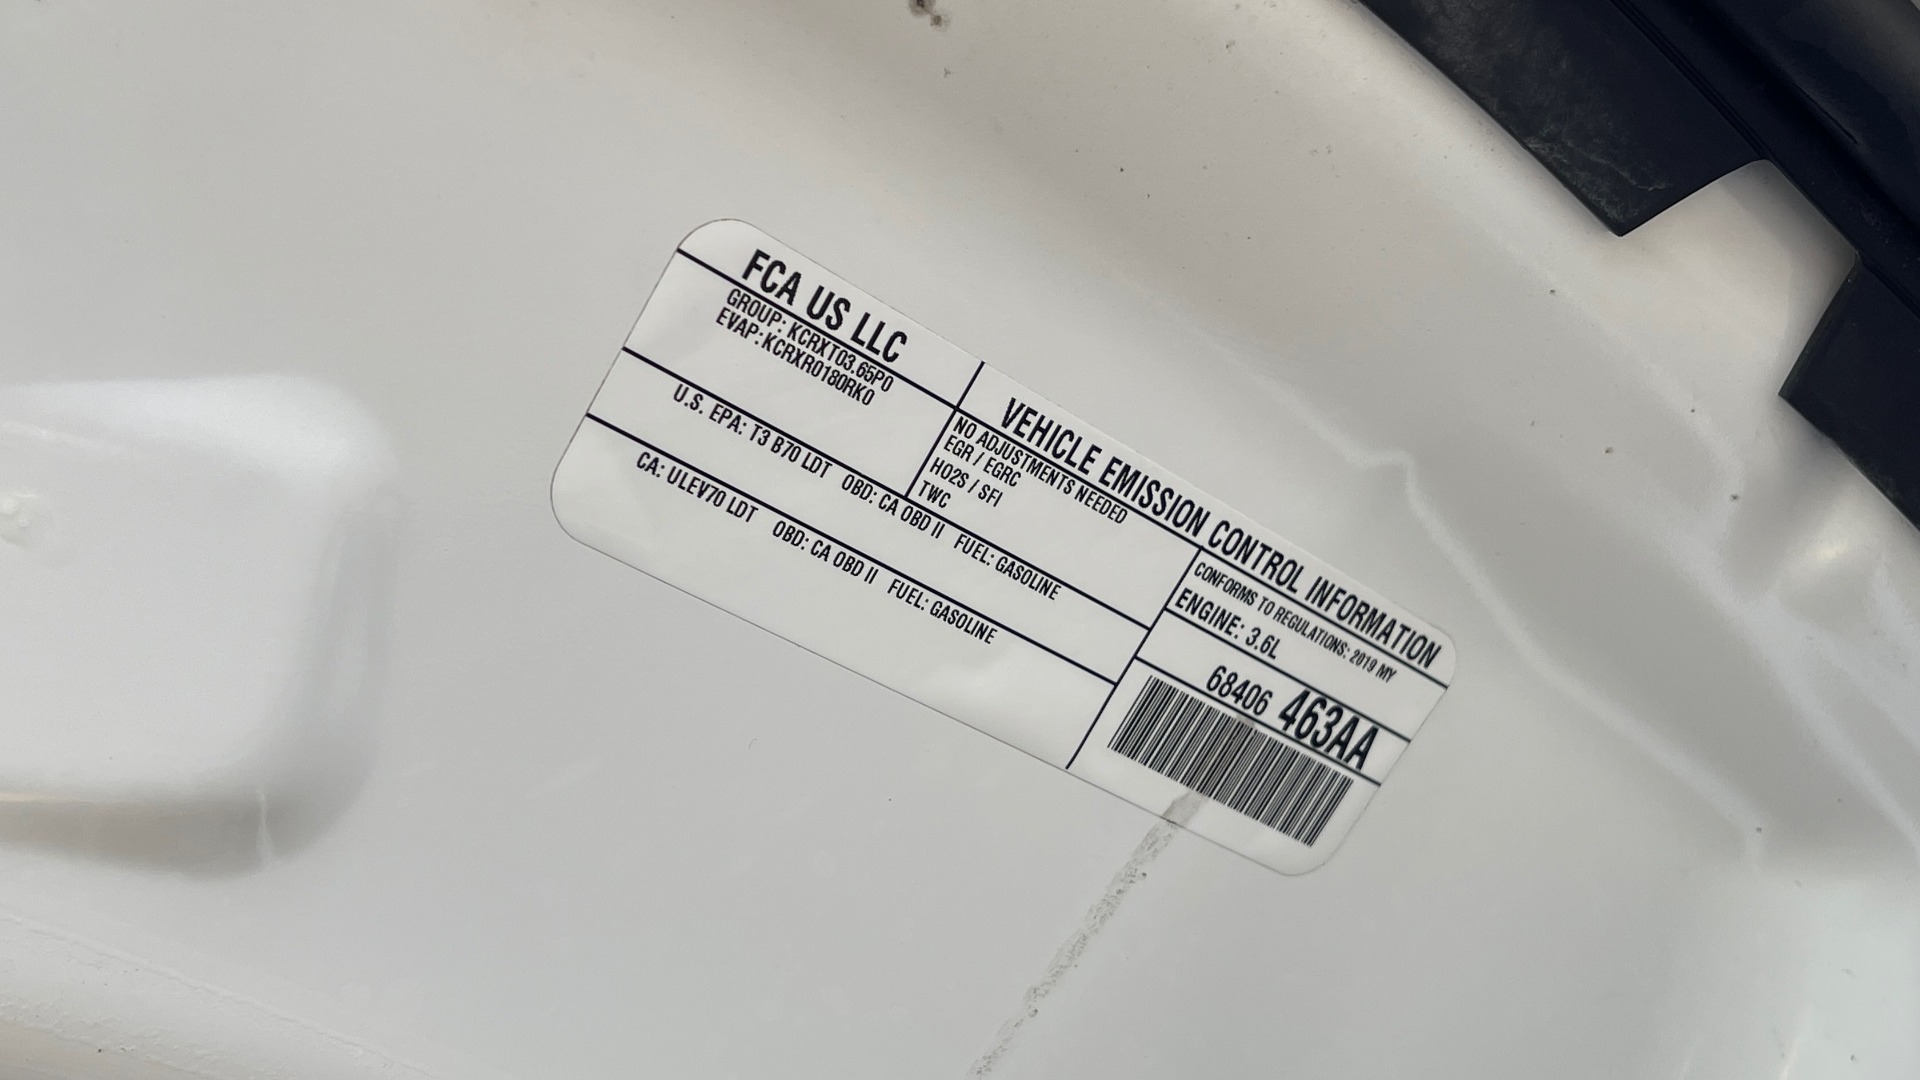 FCA US LLC
VEHICLE EMISSION CONTROL INFORMATION
GROUP: KCRXT03.65P0
EVAP: KCRXR0180RK0
NO ADJUSTMENTS NEEDED
EGR / EGRC
HO2S / SFI
TWC
CONFORMS TO REGULATIONS: 2019 MY
ENGINE: 3.6L
U.S. EPA: T3 B70 LDT OBD: CA OBD II FUEL: GASOLINE
CA: ULEV70 LDT OBD: CA OBD II FUEL: GASOLINE
68406 463AA